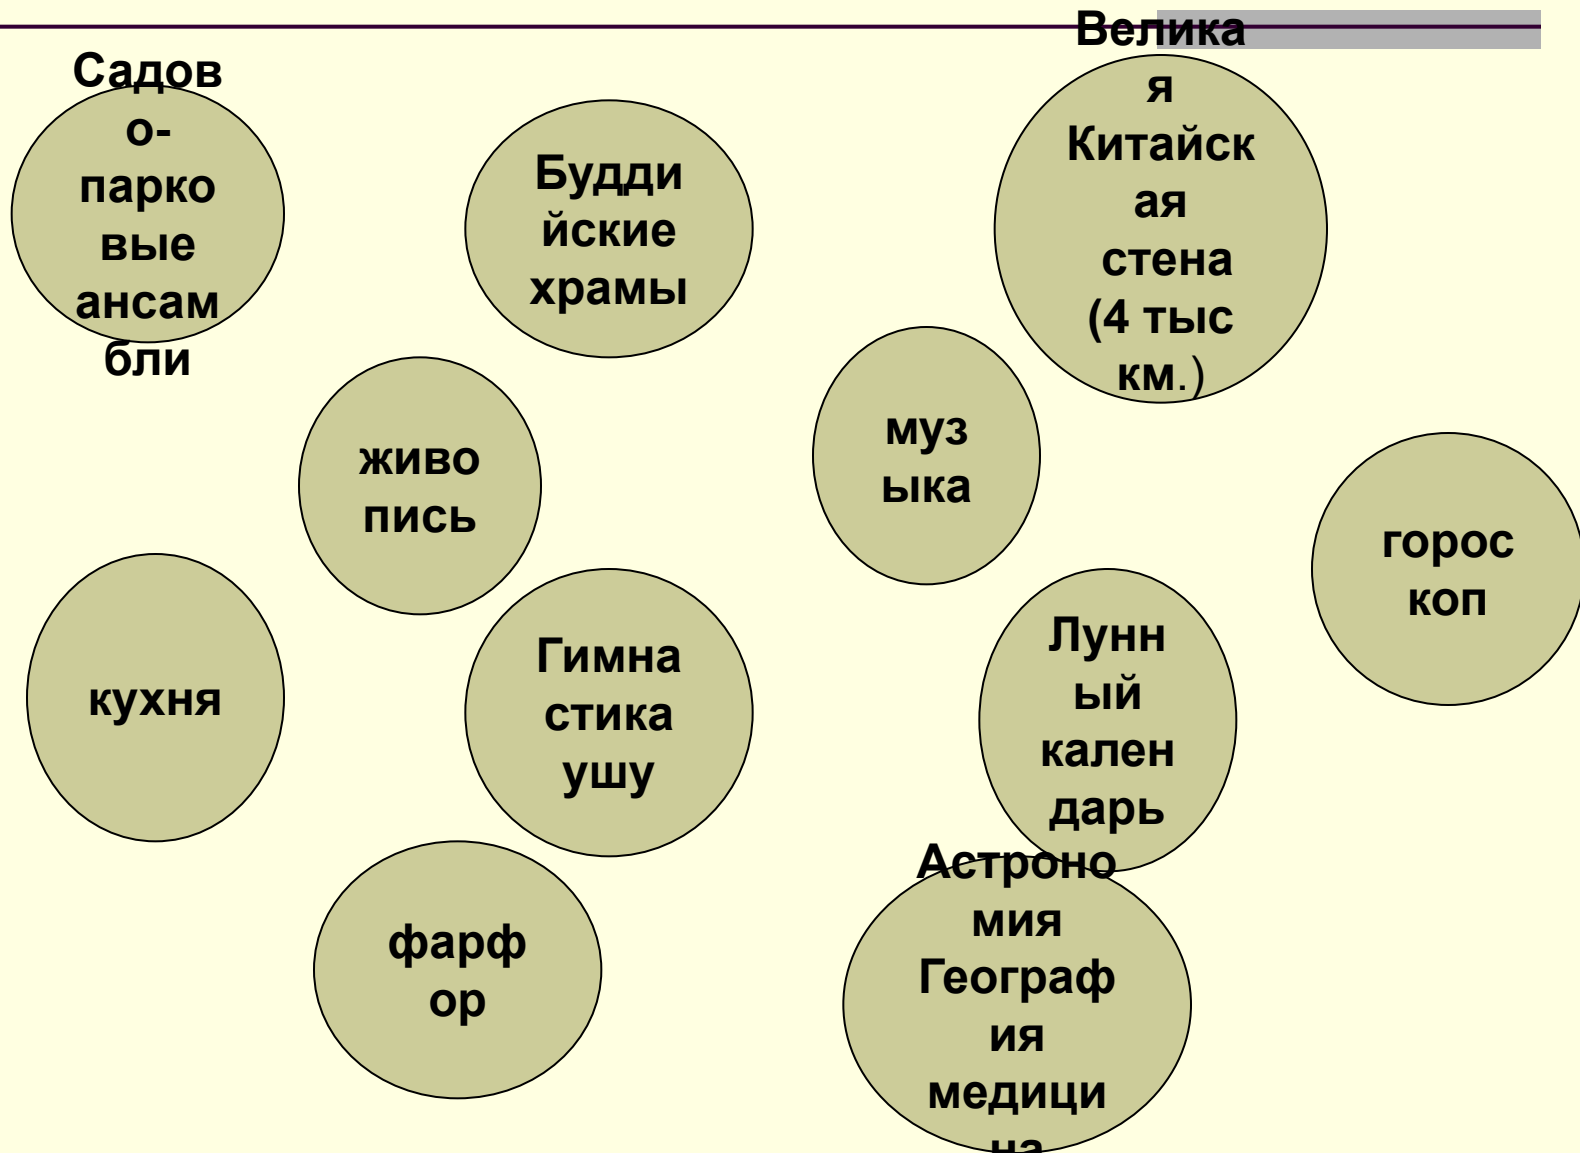 Садов
о-
парко
вые
ансам
бли
Будди
йские
храмы
Велика
я
Китайск
ая
стена
(4 тыс
км.)
живо
пись
муз
ыка
горос
коп
кухня
Гимна
стика
ушу
Лунн
ый
кален
дарь
фарф
ор
Астроно
мия
Географ
ия
медици
на